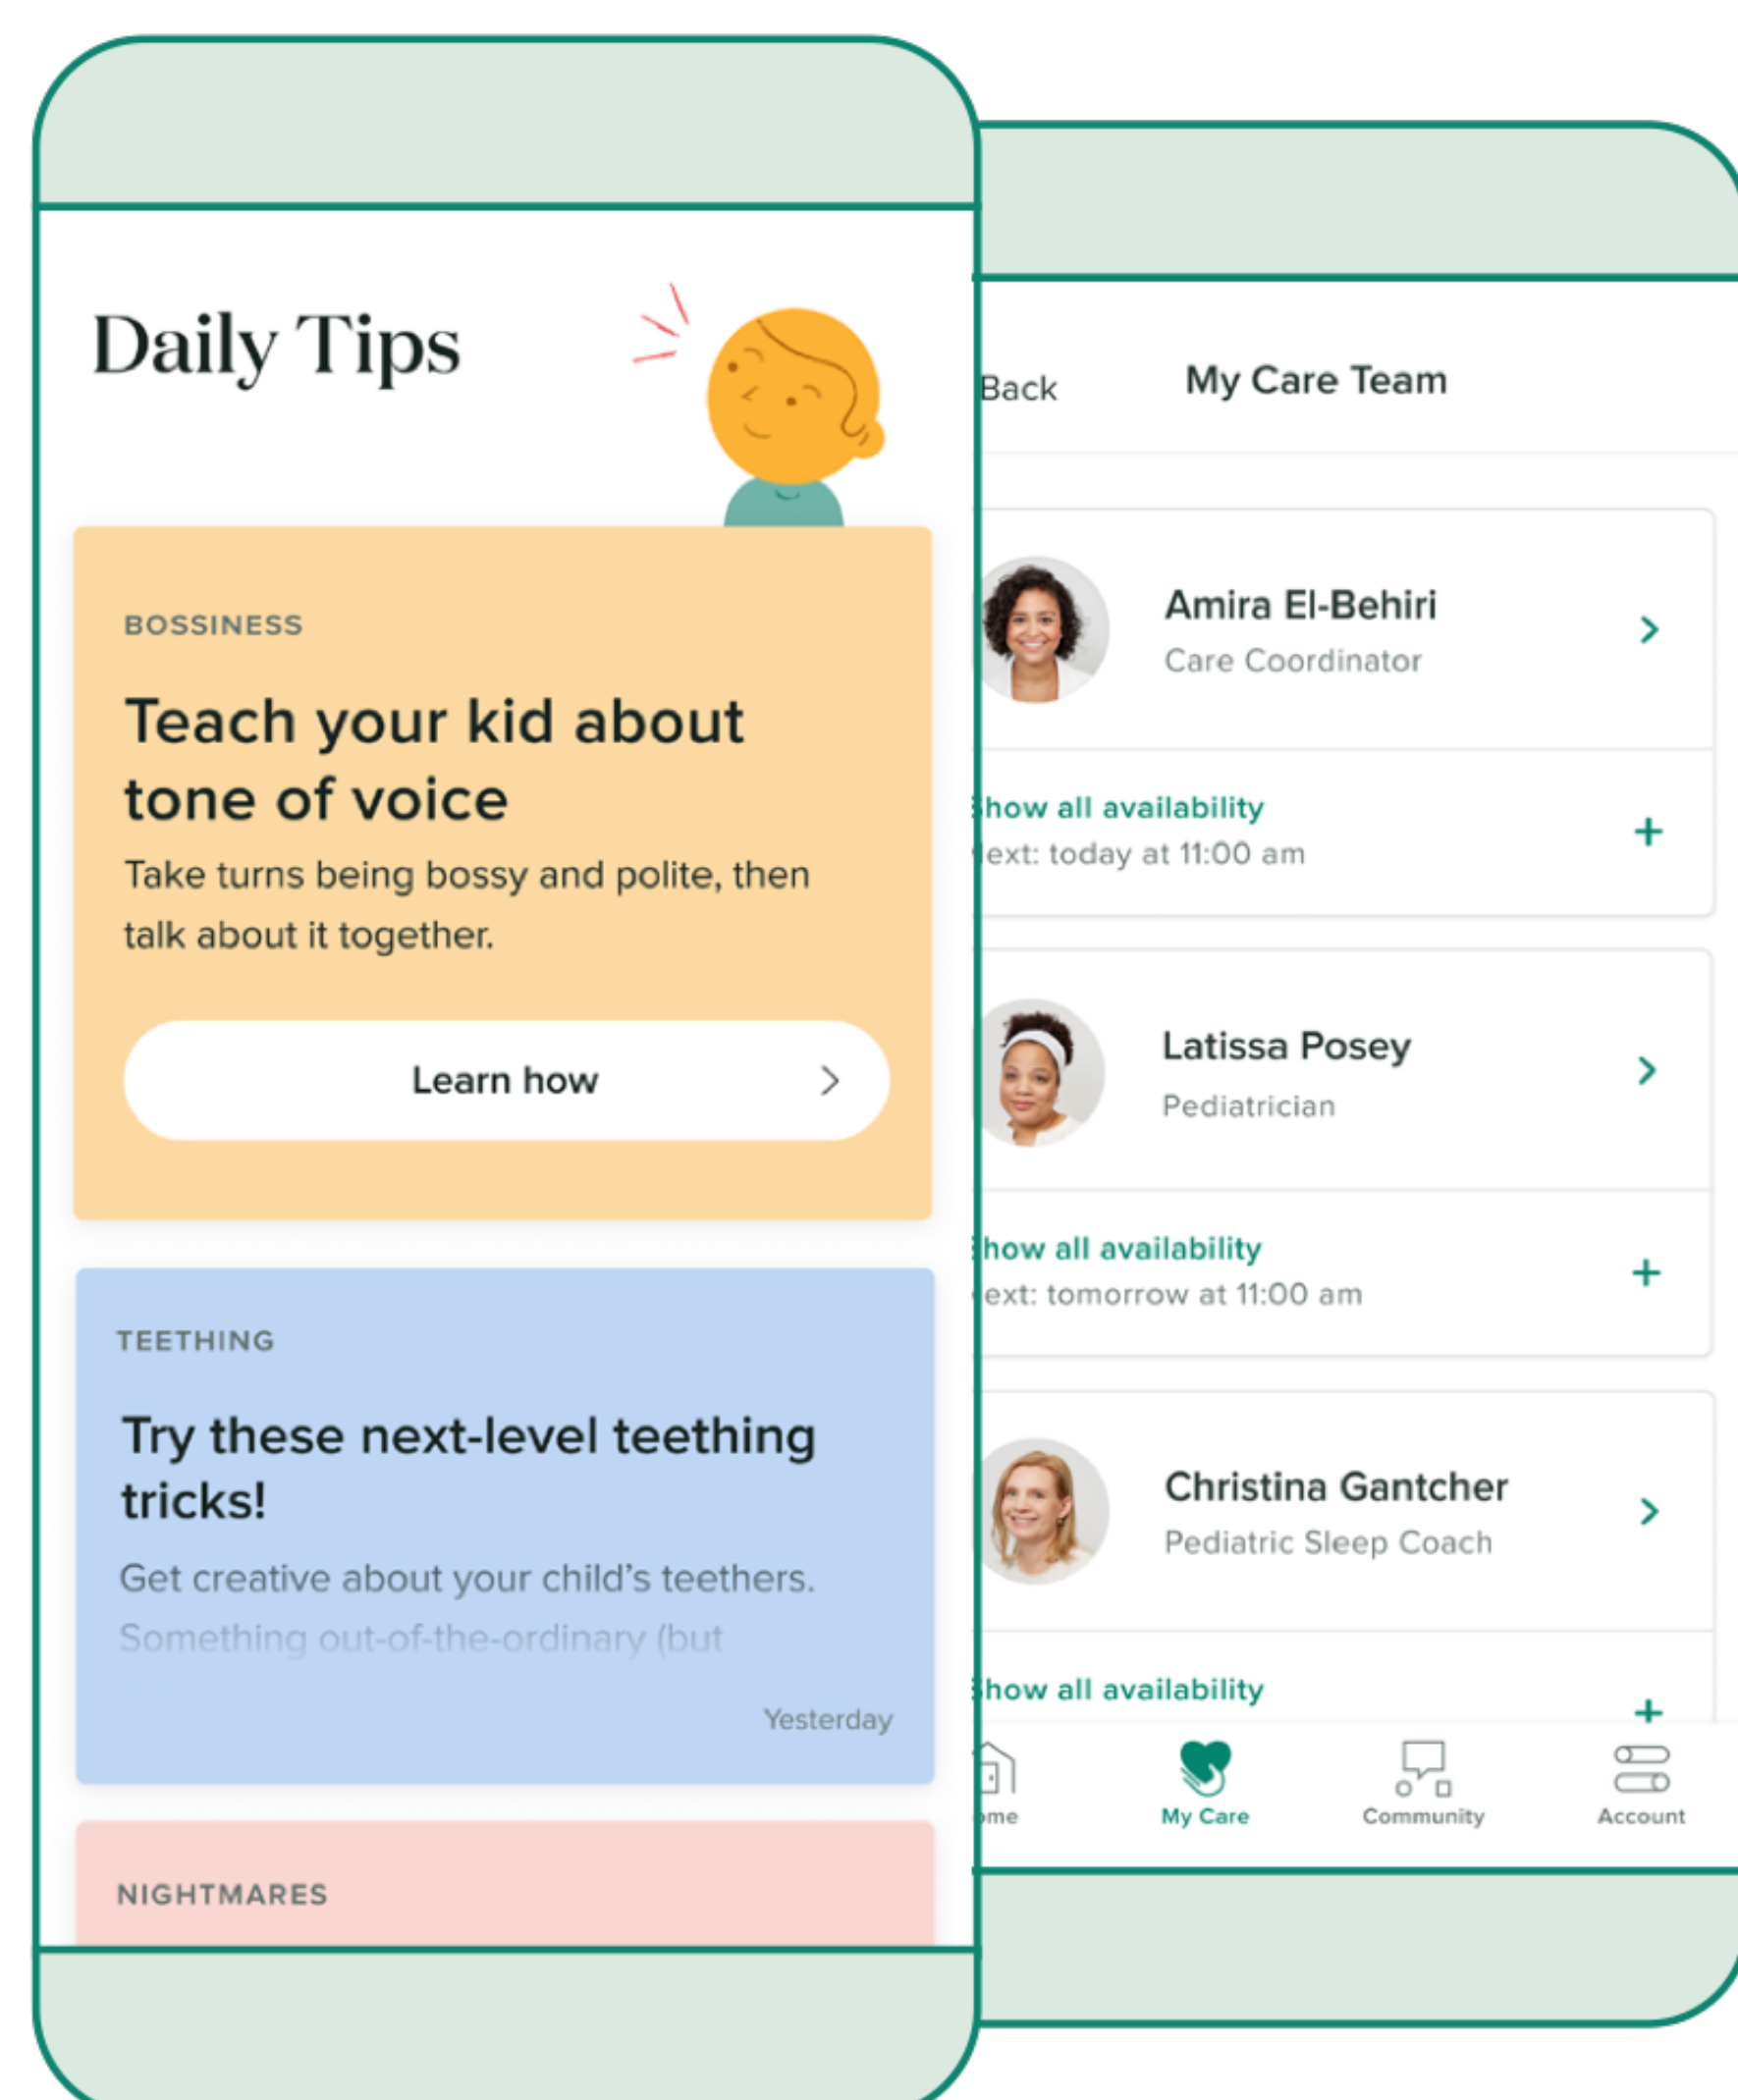 Daily Tips
BOSSINESS
Teach your kid about
tone of voice
Take turns being bossy and polite, then
talk about it together.
Learn how
TEETHING
Try these next-level teething
tricks!
Get creative about your child’s teethers.
Something out-of-the-ordinary (but
Yesterday
NIGHTMARES
Back
My Care Team
Amira El-Behiri
Care Coordinator
Show all availability
ext: today at 11:00 am
Latissa Posey
Pediatrician
how all availability
ext: tomorrow at 11:00 am
Christina Gantcher
Pediatric Sleep Coach
Show all availability
ome
My Care
Community
Account